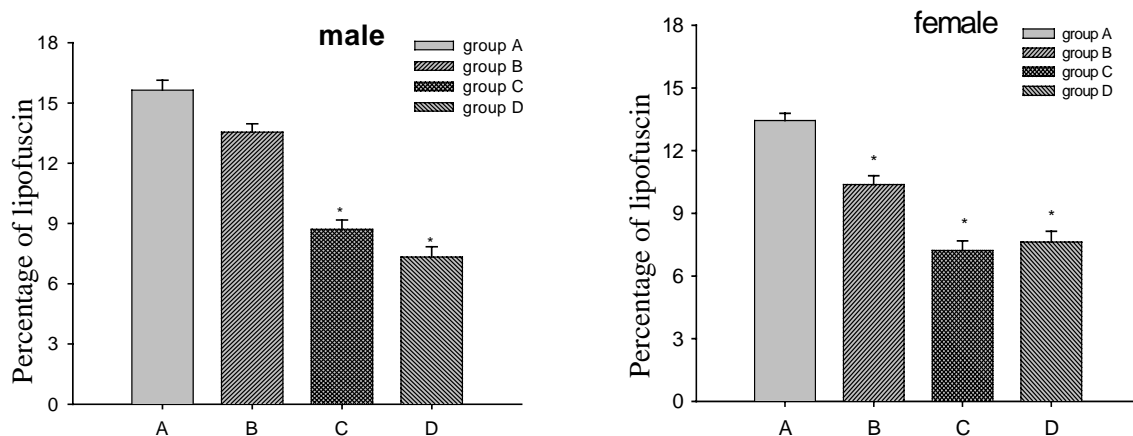 male
group A
group B
group C
group D
Percentage of lipofuscin
18
15
12
9
6
3
0
*
*
A
B
C
D
female
group A
group B
group C
group D
Percentage of lipofuscin
18
15
12
9
6
3
0
*
*
*
A
B
C
D